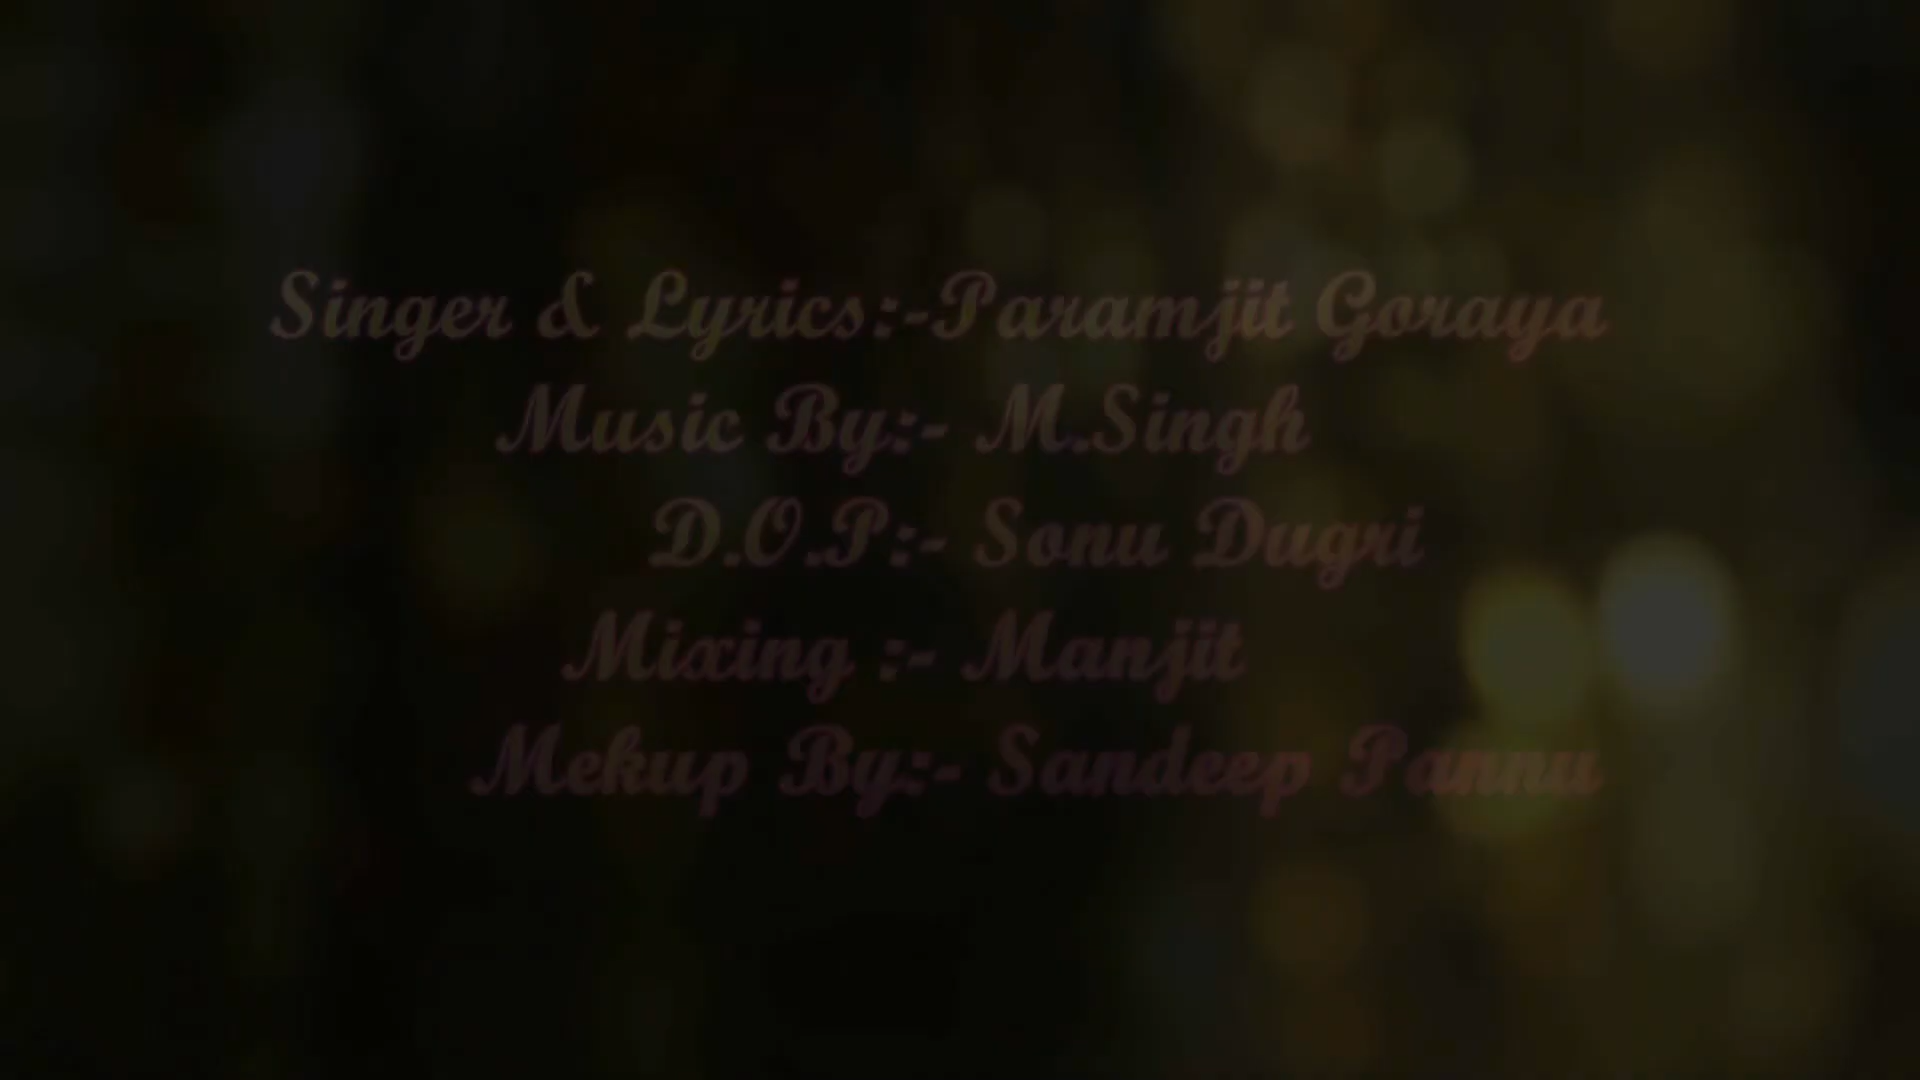 Singer & Lyrics:-Paramjit Goraya
Music By:- M.Singh
D.O.P:- Sonu Dugri
Mixing :- Manjit
Mekup By:- Sandeep Pannu